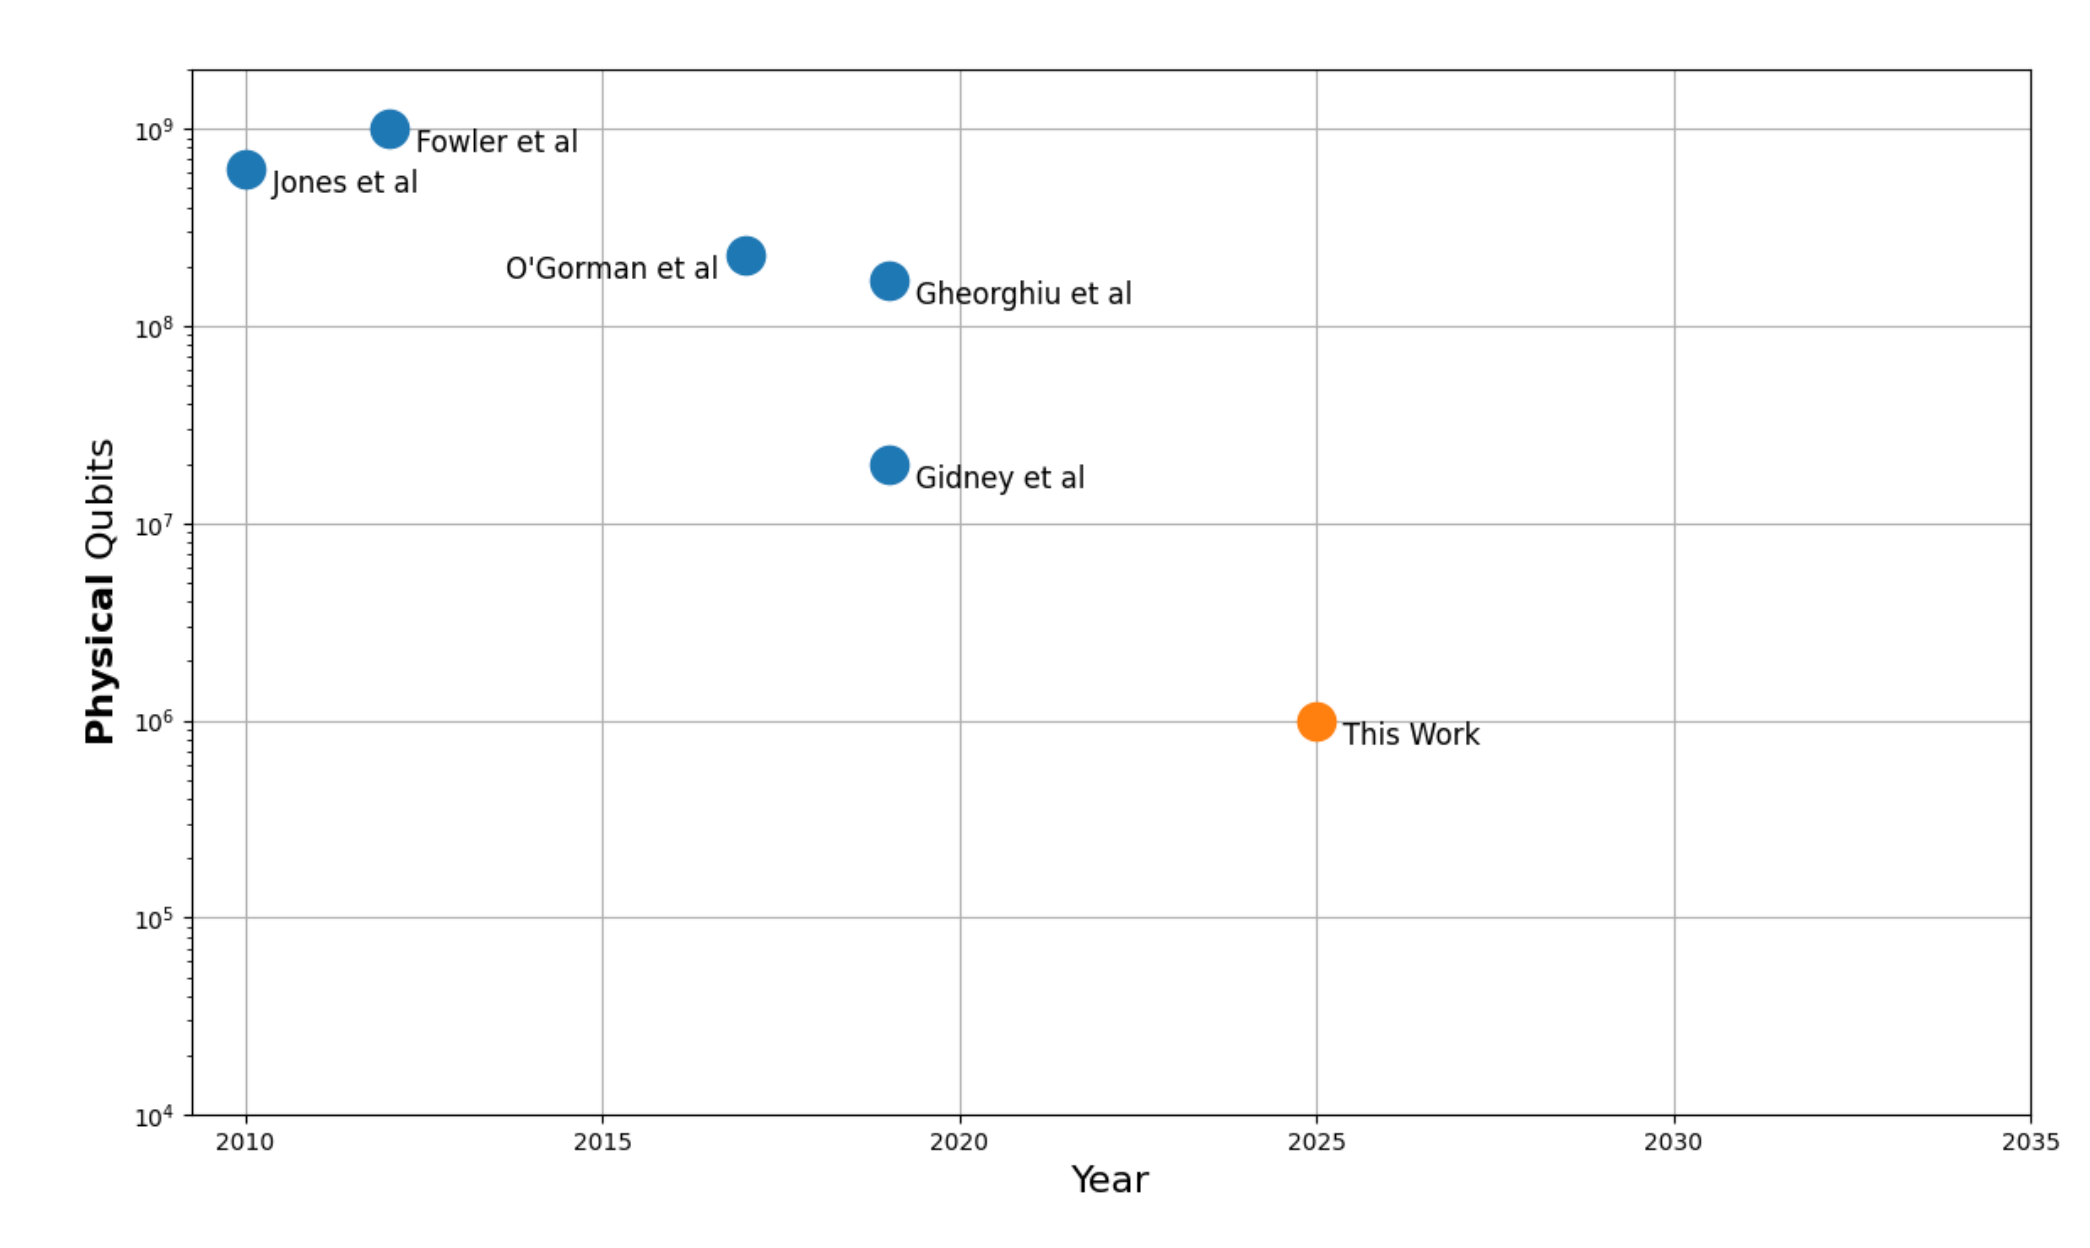 10⁹
Fowler et al
Jones et al
O'Gorman et al
Gheorghiu et al
10⁸
Gidney et al
10⁷
Physical Qubits
10⁶
This Work
10⁵
10⁴
2010 2015 2020 2025 2030 2035
Year